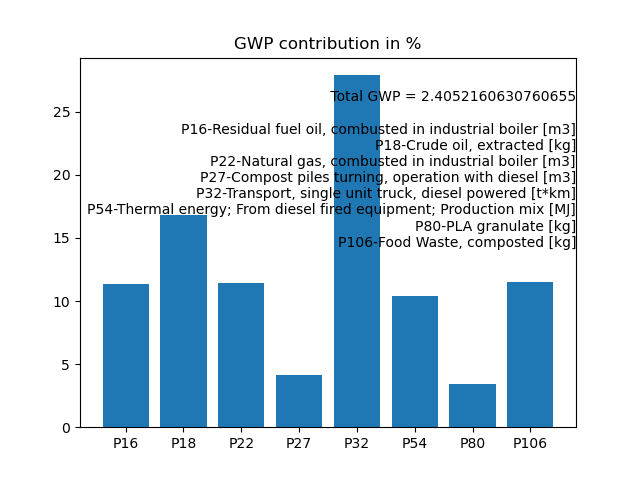 GWP contribution in %
Total GWP = 2.4052160630760655
25
P16-Residual fuel oil, combusted in industrial boiler [m3]
P18-Crude oil, extracted [kg]
P22-Natural gas, combusted in industrial boiler [m3]
20
P27-Compost piles turning, operation with diesel [m3]
P32-Transport, single unit truck, diesel powered [t*km]
P54-Thermal energy; From diesel fired equipment; Production mix [MJ]
P80-PLA granulate [kg]
15
P106-Food Waste, composted [kg]
10
5
0
P16 P18 P22 P27 P32 P54 P80 P106